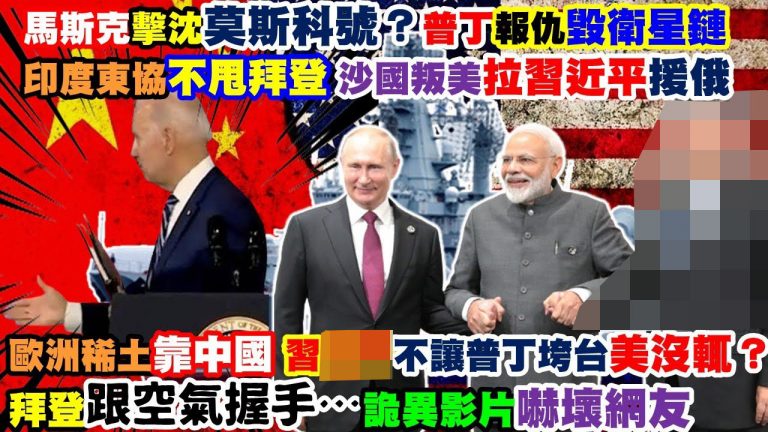 馬斯克擊沈莫斯科號？普丁報仇毀衛星鏈
印度東協不甩拜登 沙國叛美拉習近平援俄
歐洲稀土靠中國 習 不讓普丁垮台美沒輒？
拜登跟空氣握手…詭異影片嚇壞網友